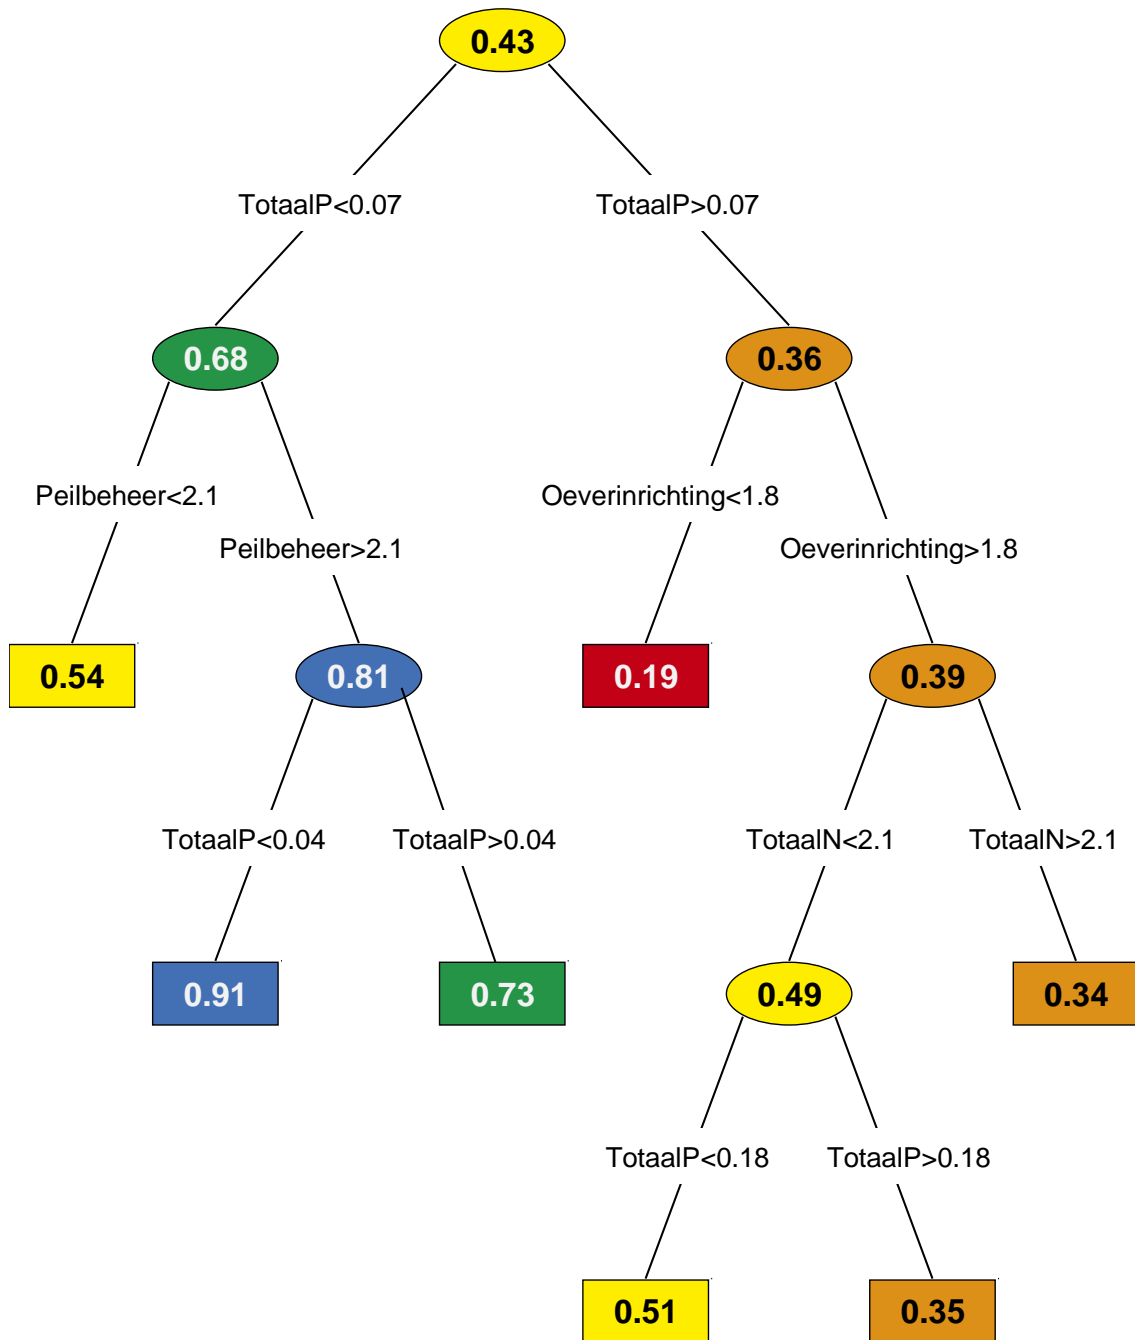 0.43
TotaalP<0.07
TotaalP>0.07
0.68
0.36
Peilbeheer<2.1
Oeverinrichting<1.8
Peilbeheer>2.1
Oeverinrichting>1.8
0.54
0.81
0.19
0.39
TotaalP<0.04
TotaalP>0.04
TotaalN<2.1
TotaalN>2.1
0.91
0.73
0.49
0.34
TotaalP<0.18
TotaalP>0.18
0.51
0.35